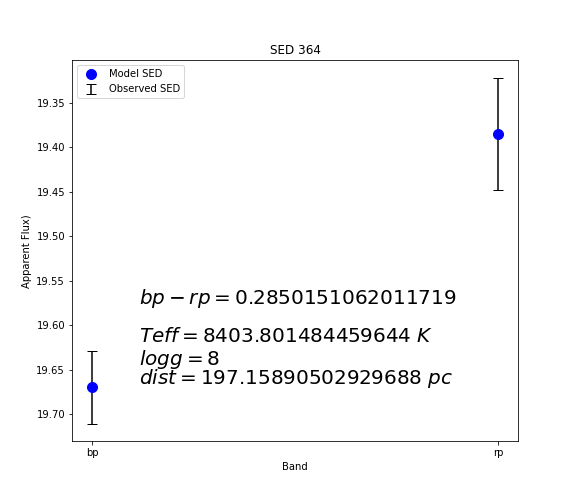 SED 364
Model SED
Observed SED
19.35
19.40
19.45
19.50
19.55
19.60
19.65
19.70
Apparent Flux)
bp − rp = 0.2850151062011719
Teff = 8403.801484459644 K
logg = 8
dist = 197.15890502929688 pc
bp
rp
Band